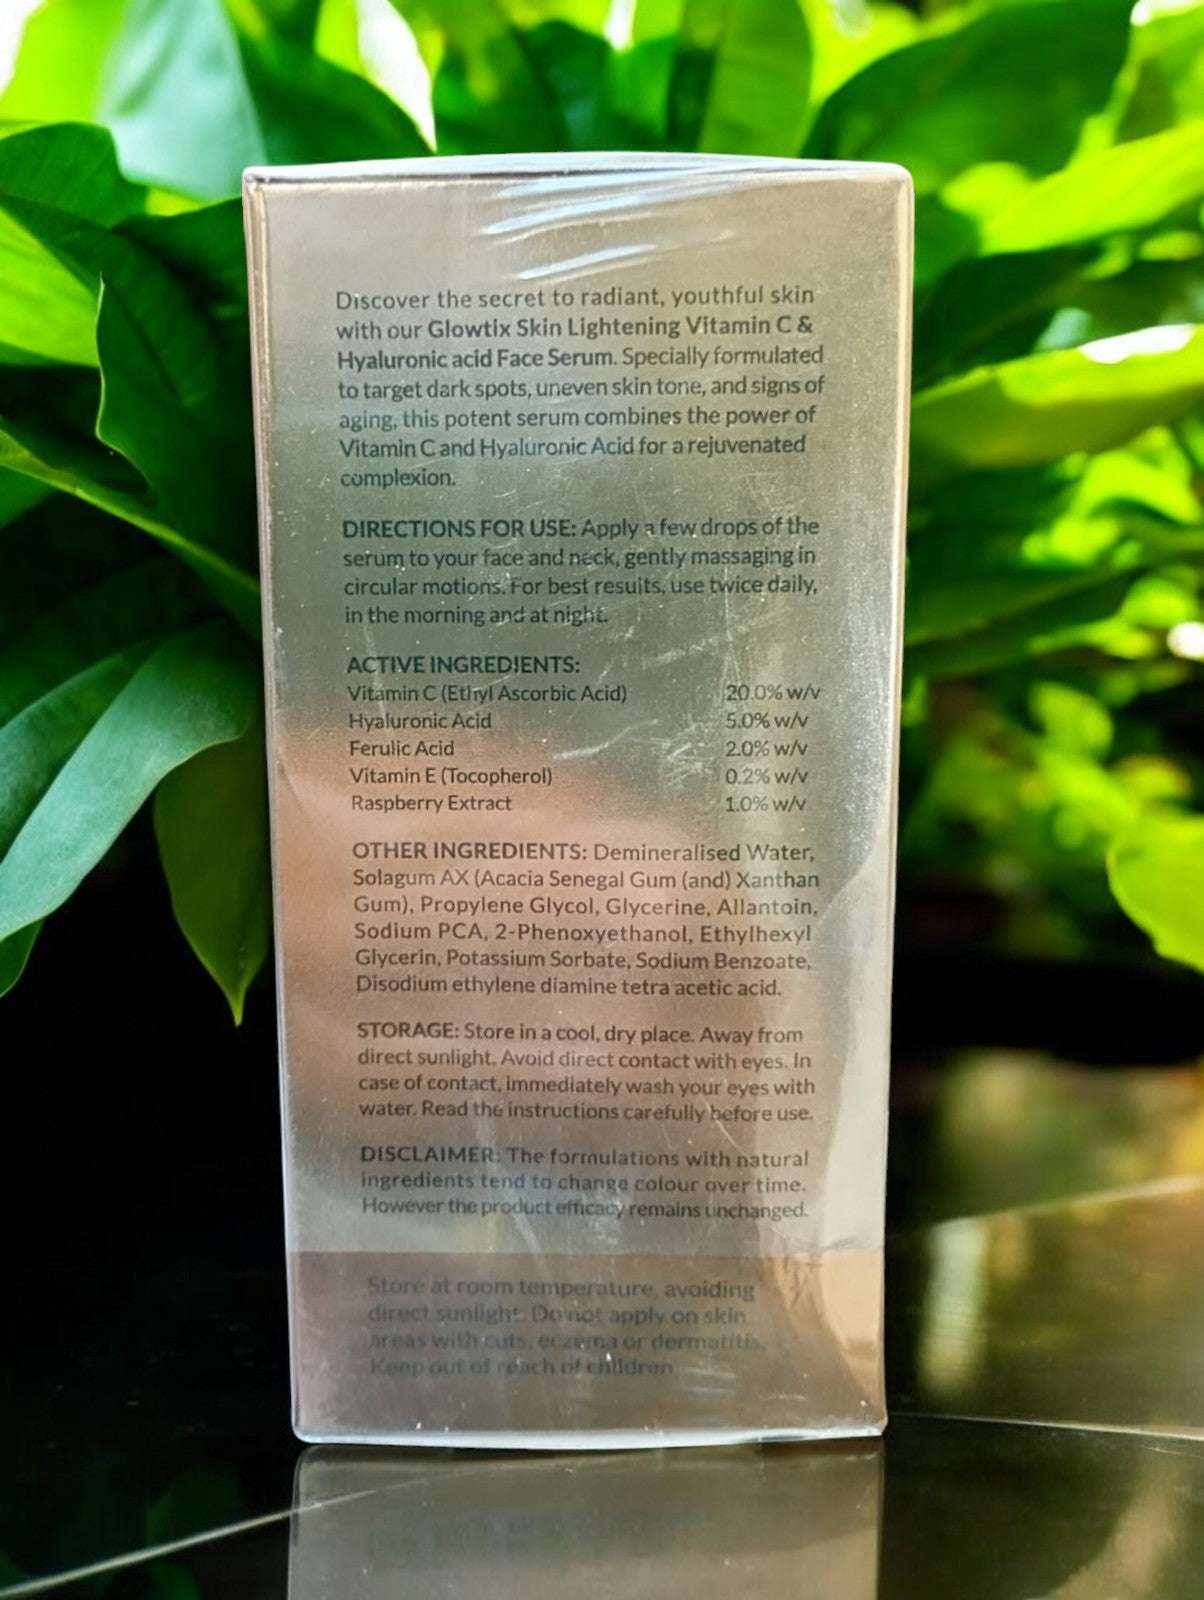 Discover the secret to radiant, youthful skin
with our Glowtix Skin Lightening Vitamin C &
Hyaluronic acid Face Serum. Specially formulated
to target dark spots, uneven skin tone, and signs of
aging, this potent serum combines the power of
Vitamin C and Hyaluronic Acid for a rejuvenated
complexion.
DIRECTIONS FOR USE: Apply a few drops of the
serum to your face and neck, gently massaging in
circular motions. For best results, use twice daily,
in the morning and at night.
ACTIVE INGREDIENTS:
Vitamin C (Ethyl Ascorbic Acid) 20.0% w/v
Hyaluronic Acid 5.0% w/v
Ferulic Acid 2.0% w/v
Vitamin E (Tocopherol) 0.2% w/v
Raspberry Extract 1.0% w/v
OTHER INGREDIENTS: Demineralised Water,
Solagum AX (Acacia Senegal Gum (and) Xanthan
Gum), Propylene Glycol, Glycerine, Allantoin,
Sodium PCA, 2-Phenoxyethanol, Ethylhexyl
Glycerin, Potassium Sorbate, Sodium Benzoate,
Disodium ethylene diamine tetra acetic acid.
STORAGE: Store in a cool, dry place. Away from
direct sunlight. Avoid direct contact with eyes. In
case of contact, immediately wash your eyes with
water. Read the instructions carefully before use.
DISCLAIMER: The formulations with natural
ingredients tend to change colour over time.
However the product efficacy remains unchanged.
Store at room temperature, avoiding
direct sunlight. Do not apply on skin
areas with cuts, eczema or dermatitis.
Keep out of reach of children